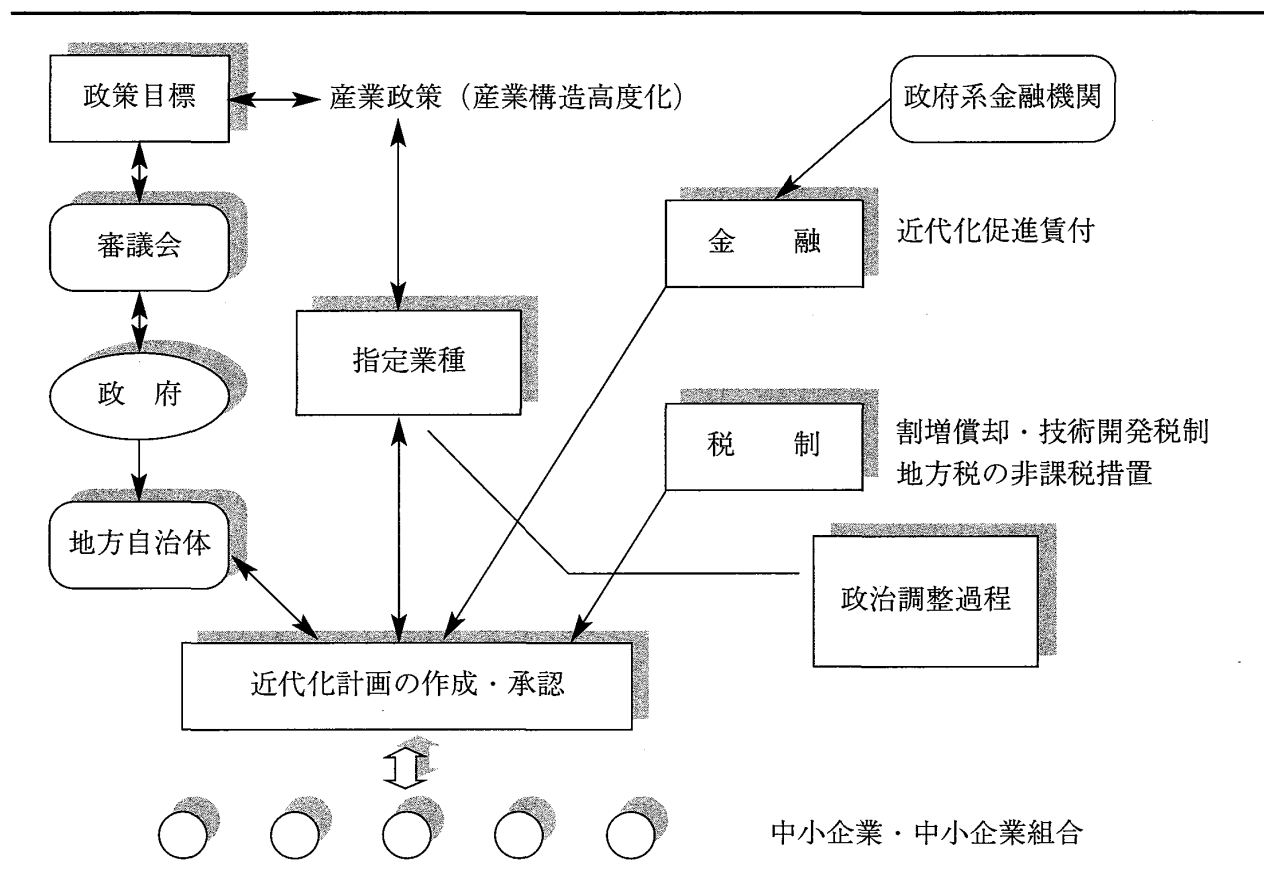 政策目標
産業政策（産業構造高度化）
政府系金融機関
審議会
金　融
近代化促進賃付
指定業種
政　府
税　制
割増償却・技術開発税制
地方税の非課税措置
地方自治体
政治調整過程
近代化計画の作成・承認
中小企業・中小企業組合